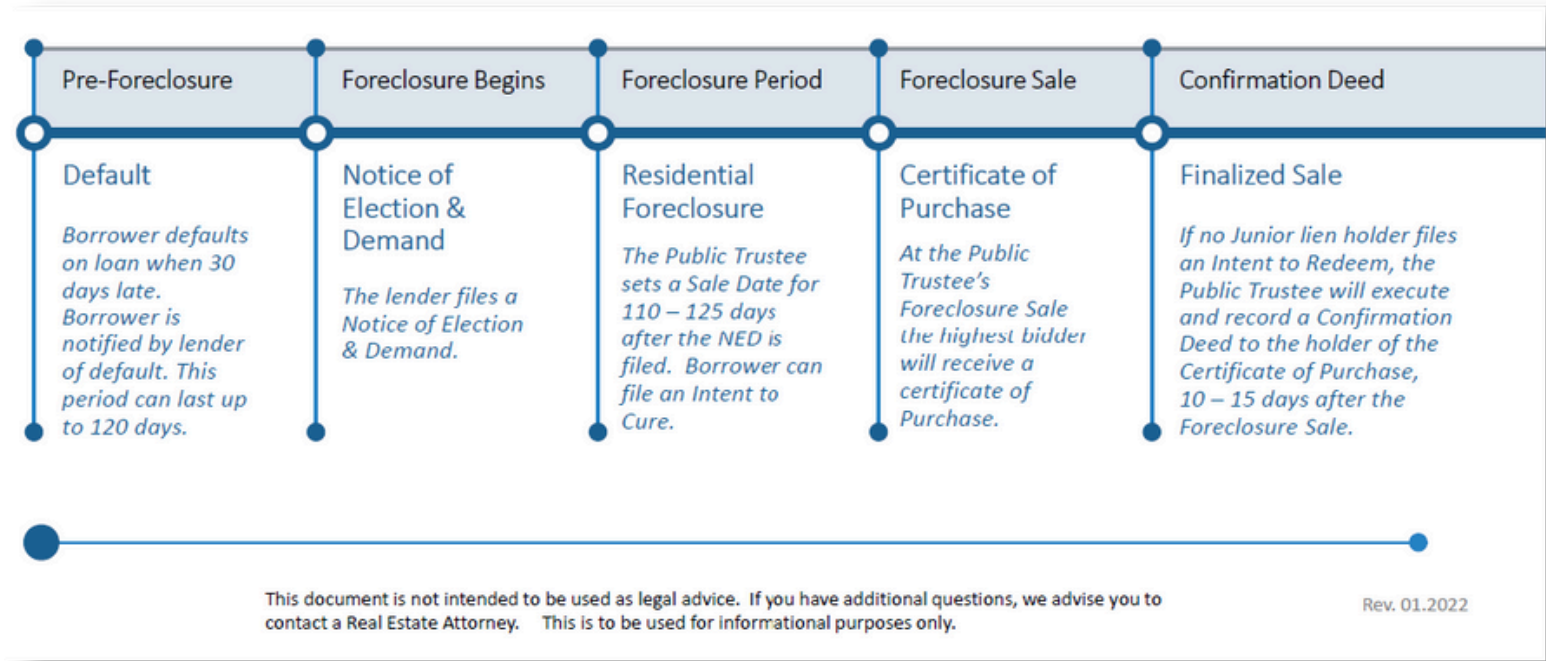 Pre-Foreclosure
Foreclosure Begins
Foreclosure Period
Foreclosure Sale
Confirmation Deed
Default
Borrower defaults
on loan when 30
days late.
Borrower is
notified by lender
of default. This
period can last up
to 120 days.
Notice of
Election &
Demand
The lender files a
Notice of Election
& Demand.
Residential
Foreclosure
The Public Trustee
sets a Sale Date for
110 – 125 days
after the NED is
filed.  Borrower can
file an Intent to
Cure.
Certificate of
Purchase
At the Public
Trustee's
Foreclosure Sale
the highest bidder
will receive a
certificate of
Purchase.
Finalized Sale
If no Junior lien holder files
an Intent to Redeem, the
Public Trustee will execute
and record a Confirmation
Deed to the holder of the
Certificate of Purchase,
10 – 15 days after the
Foreclosure Sale.
This document is not intended to be used as legal advice.  If you have additional questions, we advise you to
contact a Real Estate Attorney.    This is to be used for informational purposes only.
Rev. 01.2022